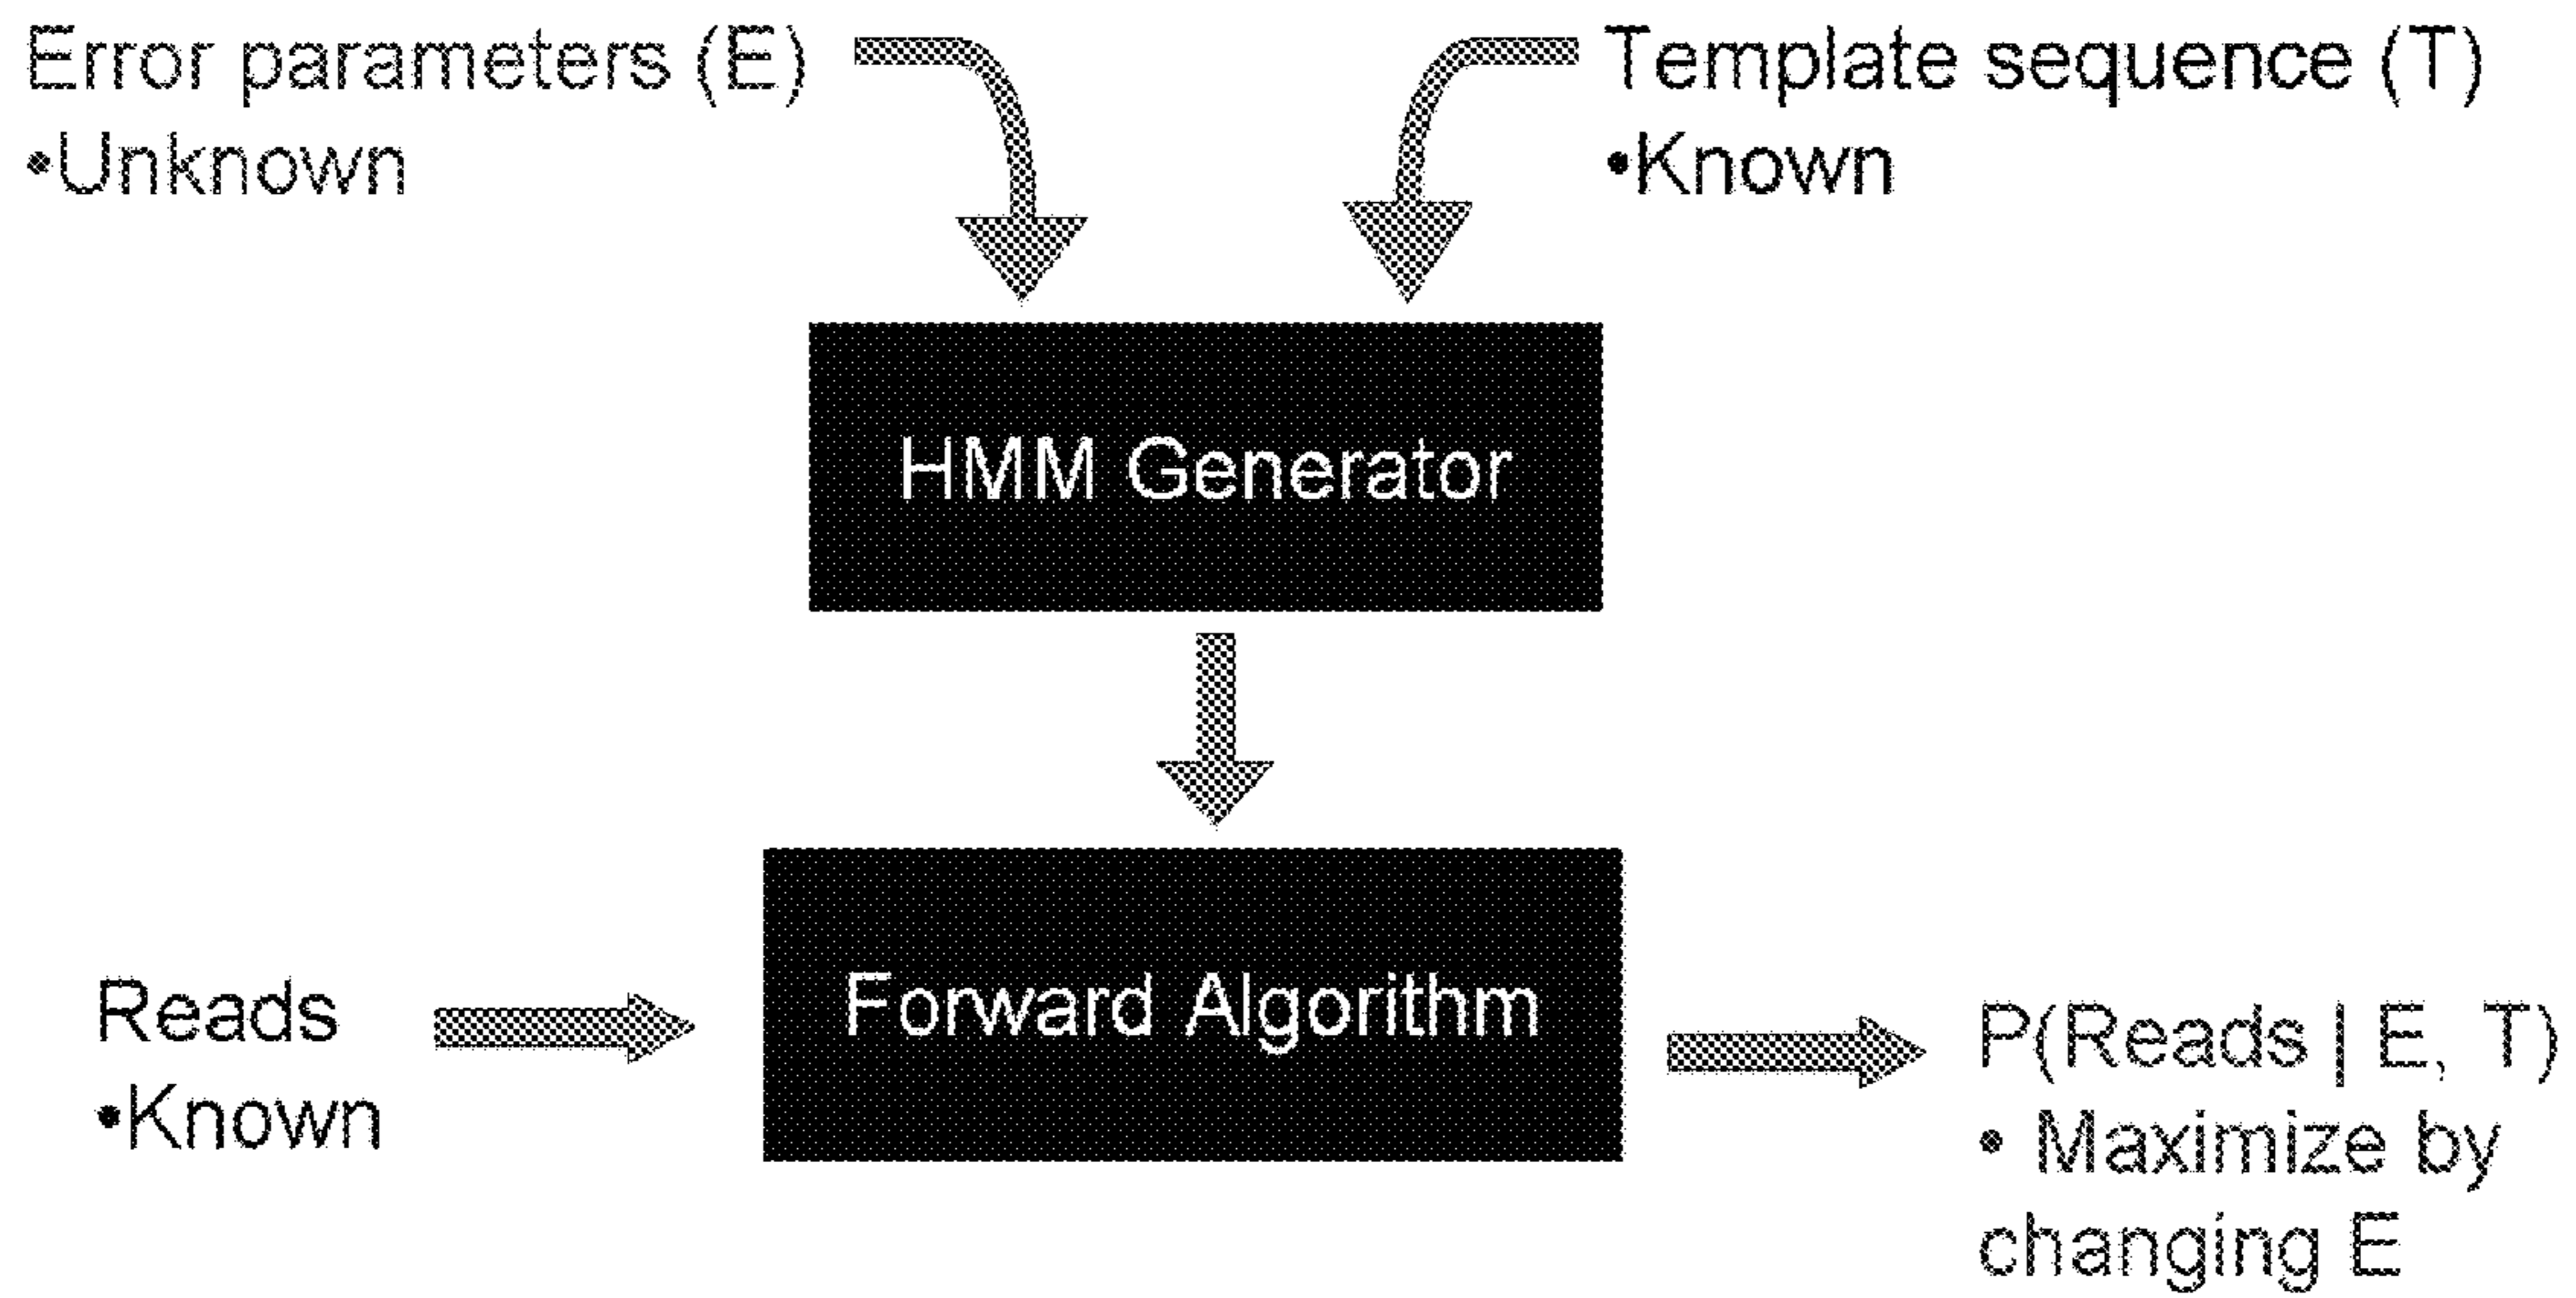 Error parameters (E)
•Unknown
Template sequence (T)
•Known
HMM Generator
Reads
•Known
Forward Algorithm
P(Reads | E, T)
• Maximize by
changing E